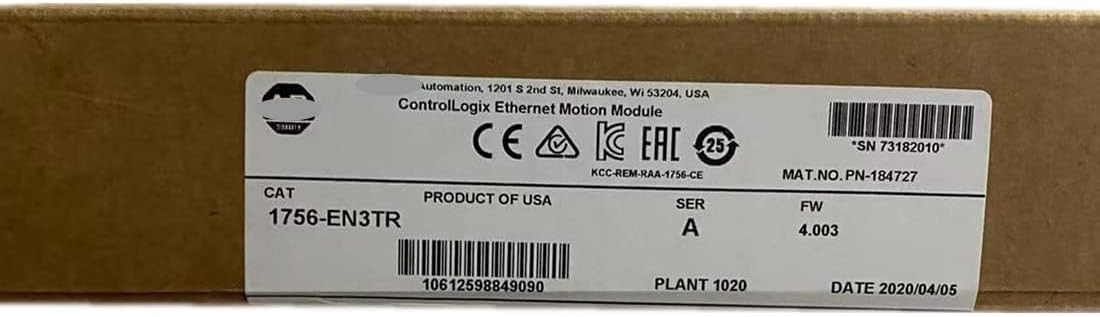 Automation, 1201 S 2nd St, Milwaukee, Wi 53204, USA
ControlLogix Ethernet Motion Module
CE KC EAC 25
KCC-REM-RAA-1756-CE
*SN 73182010*
MAT.NO. PN-184727
CAT
1756-EN3TR
PRODUCT OF USA
SER
A
FW
4.003
10612598849090
PLANT 1020
DATE 2020/04/05